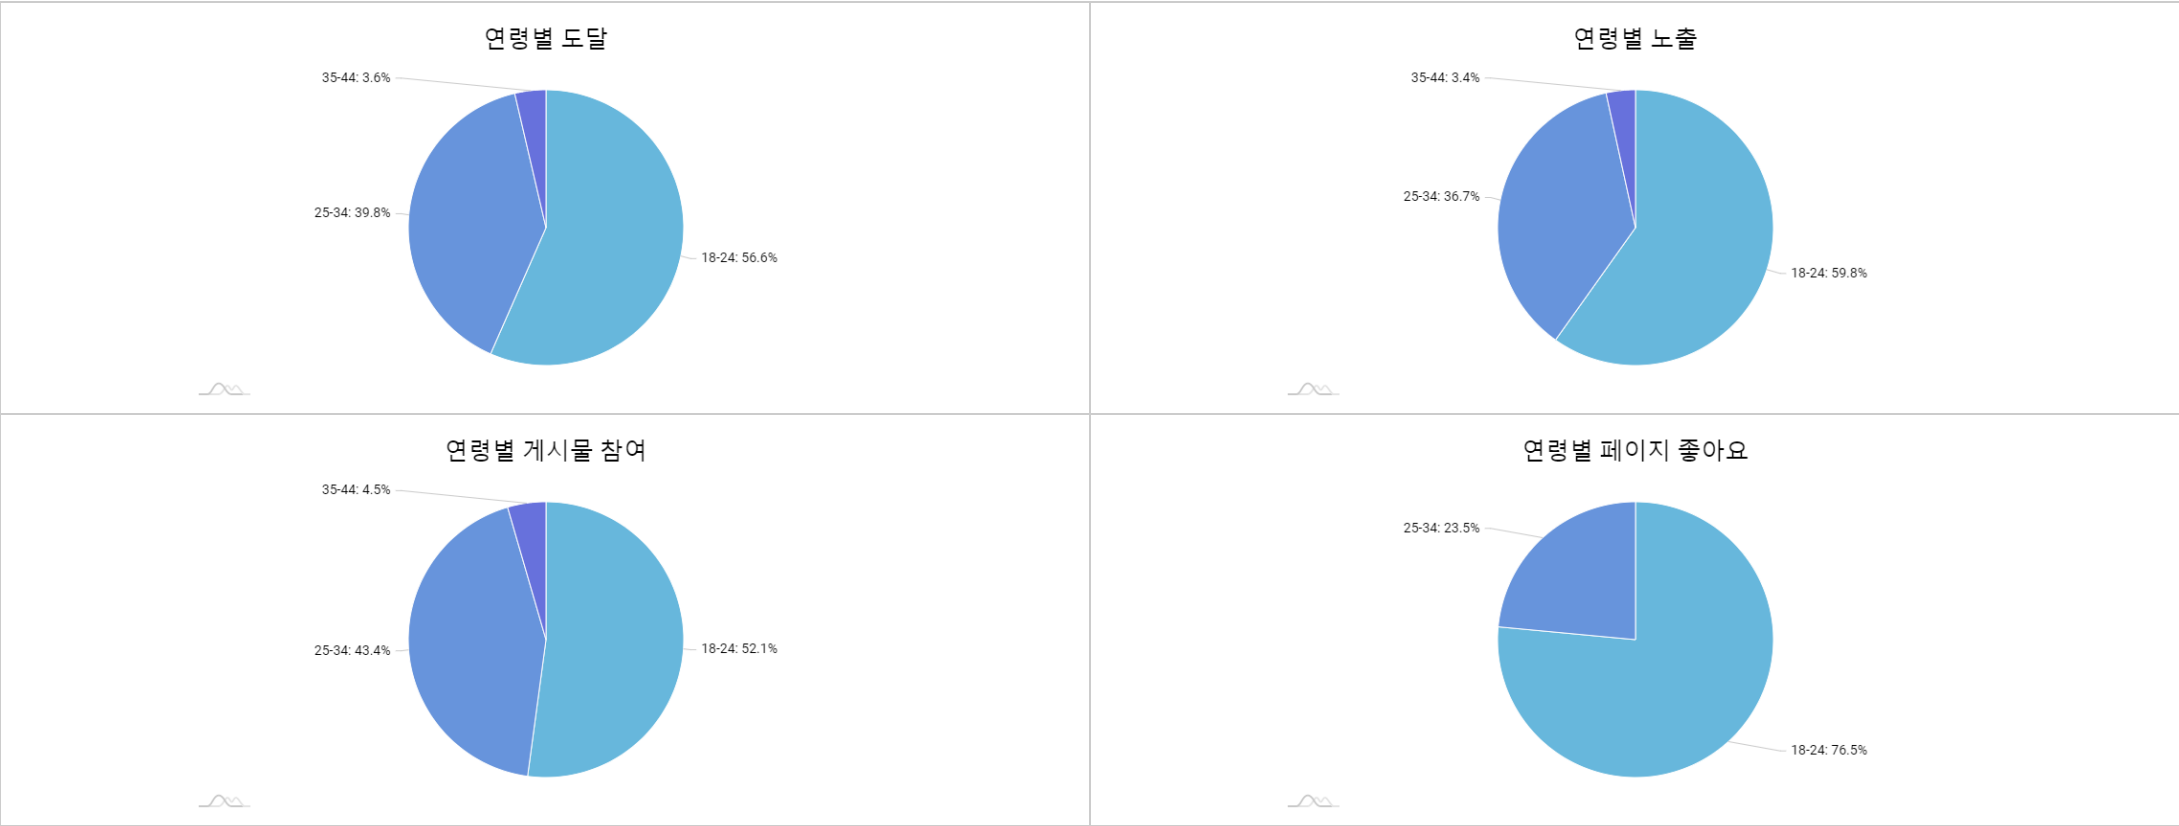 연령별 도달
35-44: 3.6%
25-34: 39.8%
18-24: 56.6%
연령별 노출
35-44: 3.4%
25-34: 36.7%
18-24: 59.8%
연령별 게시물 참여
35-44: 4.5%
25-34: 43.4%
18-24: 52.1%
연령별 페이지 좋아요
25-34: 23.5%
18-24: 76.5%